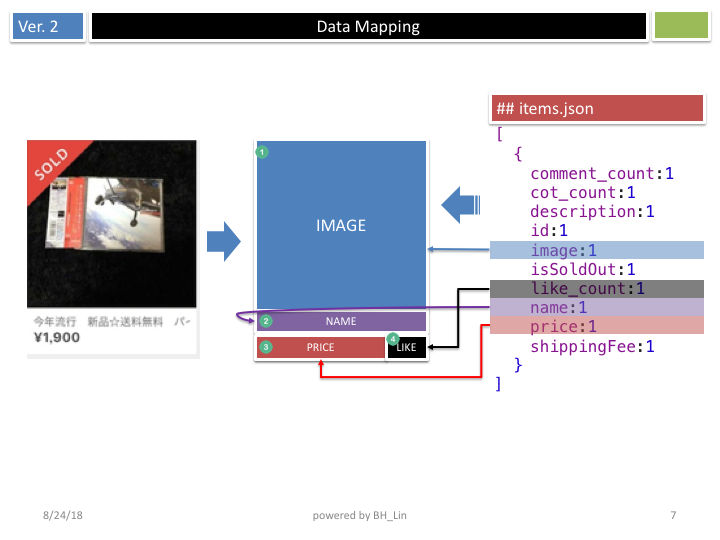 Ver. 2
Data Mapping
## items.json
SOLD
今年流行 新品☆送料無料 パ
¥1,900
1
IMAGE
2
NAME
3
PRICE
4
LIKE
[
{
comment_count:1
cot_count:1
description:1
id:1
image:1
isSoldOut:1
like_count:1
name:1
price:1
shippingFee:1
}
]
8/24/18
powered by BH_Lin
7